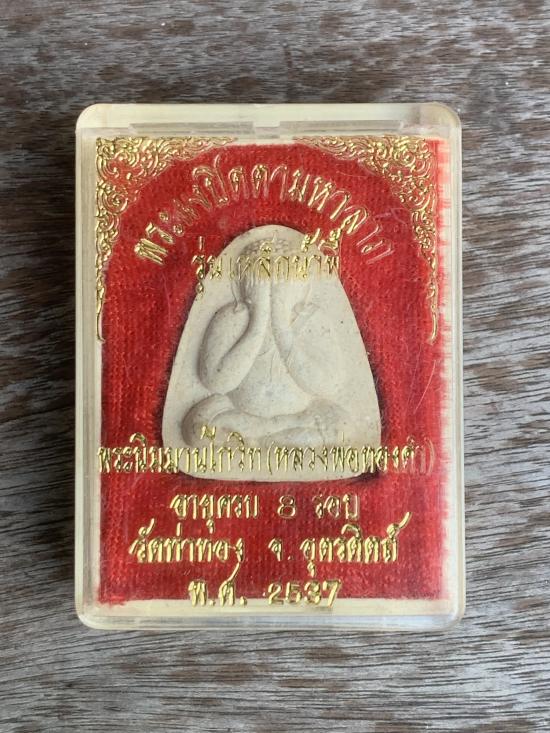 พระผงปิดตามหาลาภ
รุ่นเหล็กน้ำพี้
พระนิมมานโกวิท (หลวงพ่อทองดำ)
อายุครบ 8 รอบ
วัดท่าทอง จ. อุตรดิตถ์
พ.ศ. 2537